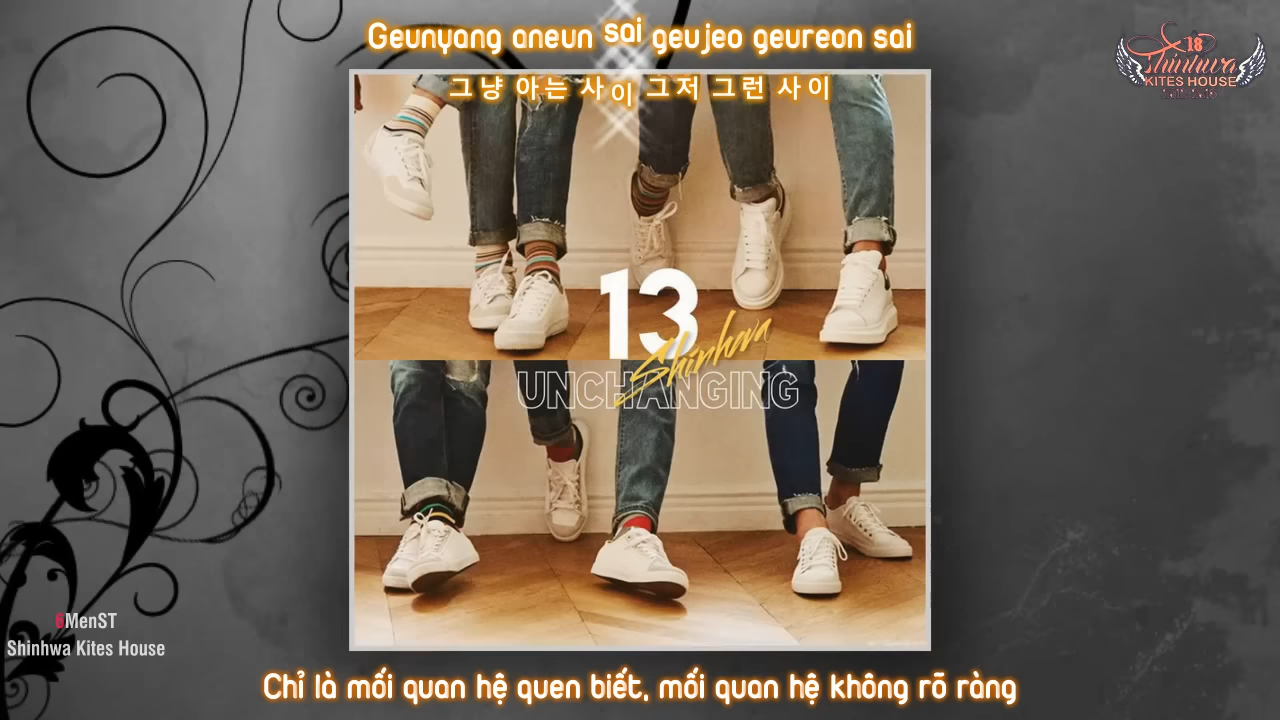 Geunyang aneun sai geujeo geureon sai
그냥 아는 사이 그저 그런 사이
18
Shinhwa
KITES HOUSE
13
Shinhwa
UNCHANGING
6MenST
Shinhwa Kites House
Chỉ là mối quan hệ quen biết, mối quan hệ không rõ ràng